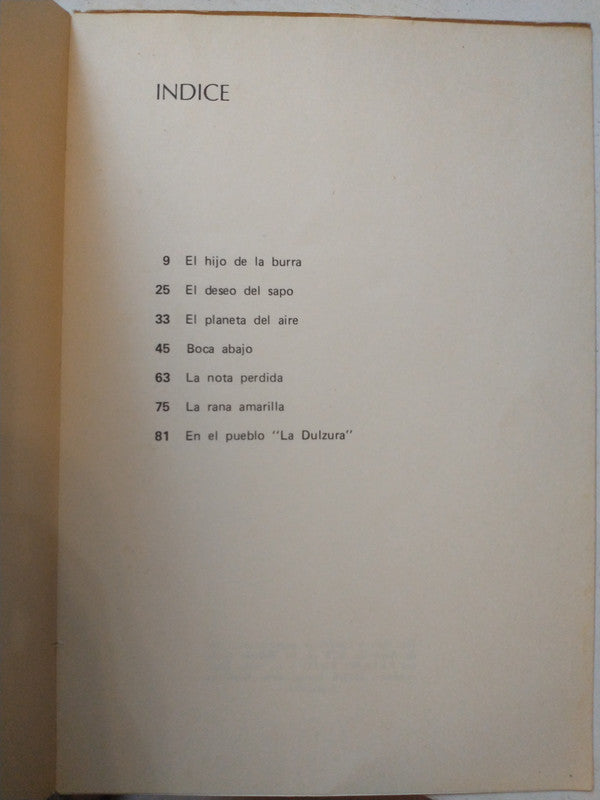 INDICE
9 El hijo de la burra
25 El deseo del sapo
33 El planeta del aire
45 Boca abajo
63 La nota perdida
75 La rana amarilla
81 En el pueblo "La Dulzura"